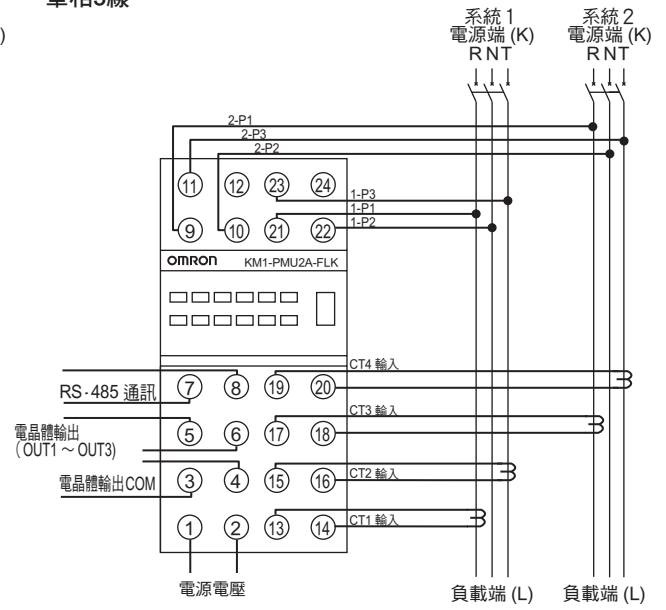 單相3線
)
系統 1
電源端 (K)
R N T
系統 2
電源端 (K)
R N T
2-P1
2-P3
2-P2
11 12 23 24
1-P3
1-P1
1-P2
9 10 21 22
OMRON KM1-PMU2A-FLK
CT4 輸入
RS-485 通訊
7 8 19 20
CT3 輸入
電晶體輸出
(OUT1～OUT3)
5 6 17 18
CT2 輸入
電晶體輸出COM
3 4 15 16
CT1 輸入
1 2 13 14
電源電壓
負載端 (L)
負載端 (L)